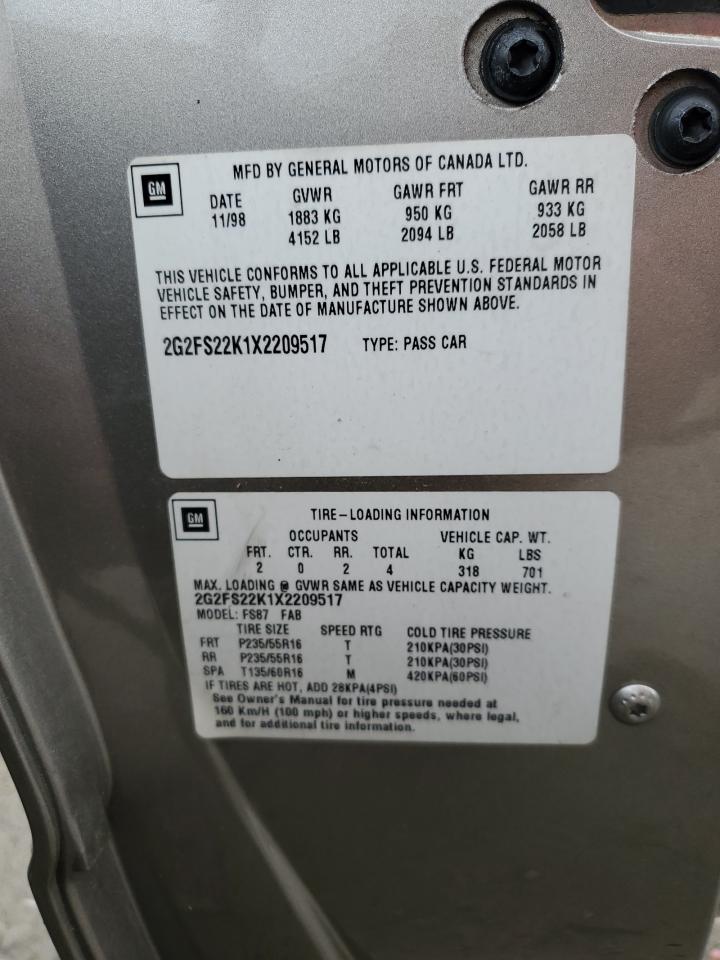 GM
MFD BY GENERAL MOTORS OF CANADA LTD.
DATE GVWR GAWR FRT GAWR RR
11/98 1883 KG 950 KG 933 KG
4152 LB 2094 LB 2058 LB
THIS VEHICLE CONFORMS TO ALL APPLICABLE U.S. FEDERAL MOTOR
VEHICLE SAFETY, BUMPER, AND THEFT PREVENTION STANDARDS IN
EFFECT ON THE DATE OF MANUFACTURE SHOWN ABOVE.
2G2FS22K1X2209517 TYPE: PASS CAR
GM
TIRE-LOADING INFORMATION
OCCUPANTS VEHICLE CAP. WT.
FRT. CTR. RR. TOTAL KG LBS
2 0 2 4 318 701
MAX. LOADING @ GVWR SAME AS VEHICLE CAPACITY WEIGHT.
2G2FS22K1X2209517
MODEL: FS87 FAB
TIRE SIZE SPEED RTG COLD TIRE PRESSURE
FRT P235/55R16 T 210KPA(30PSI)
RR P235/55R16 T 210KPA(30PSI)
SPA T135/60R16 M 420KPA(60PSI)
IF TIRES ARE HOT, ADD 28KPA(4PSI)
See Owner's Manual for tire pressure needed at
160 Km/H (100 mph) or higher speeds, where legal,
and for additional tire information.